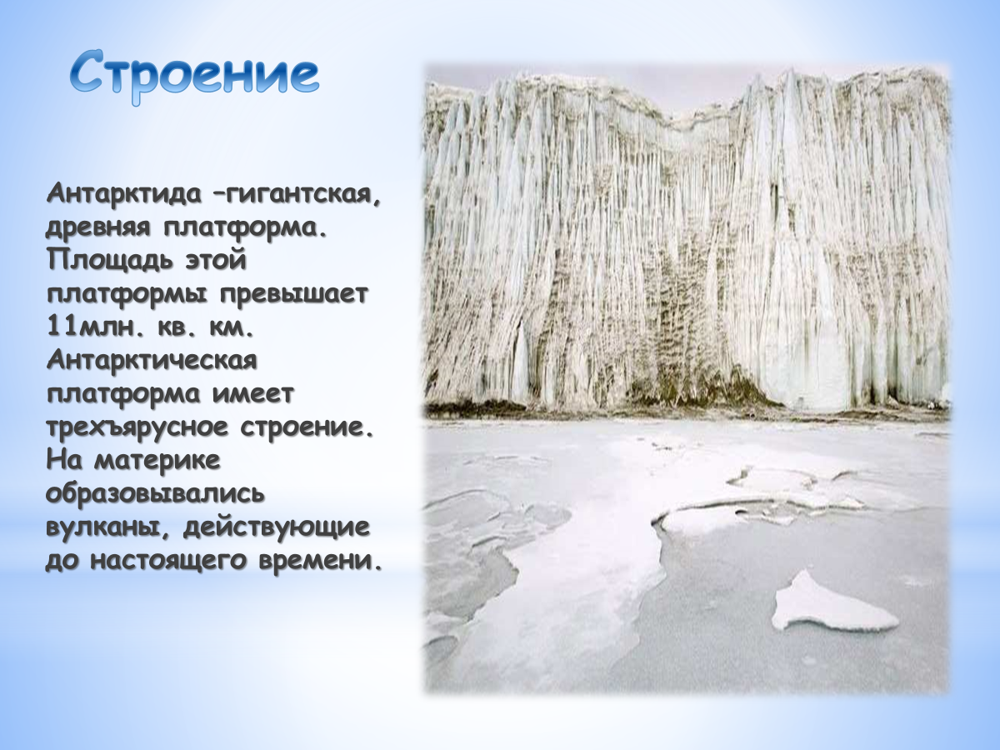 Строение
Антарктида –гигантская,
древняя платформа.
Площадь этой
платформы превышает
11млн. кв. км.
Антарктическая
платформа имеет
трехъярусное строение.
На материке
образовывались
вулканы, действующие
до настоящего времени.